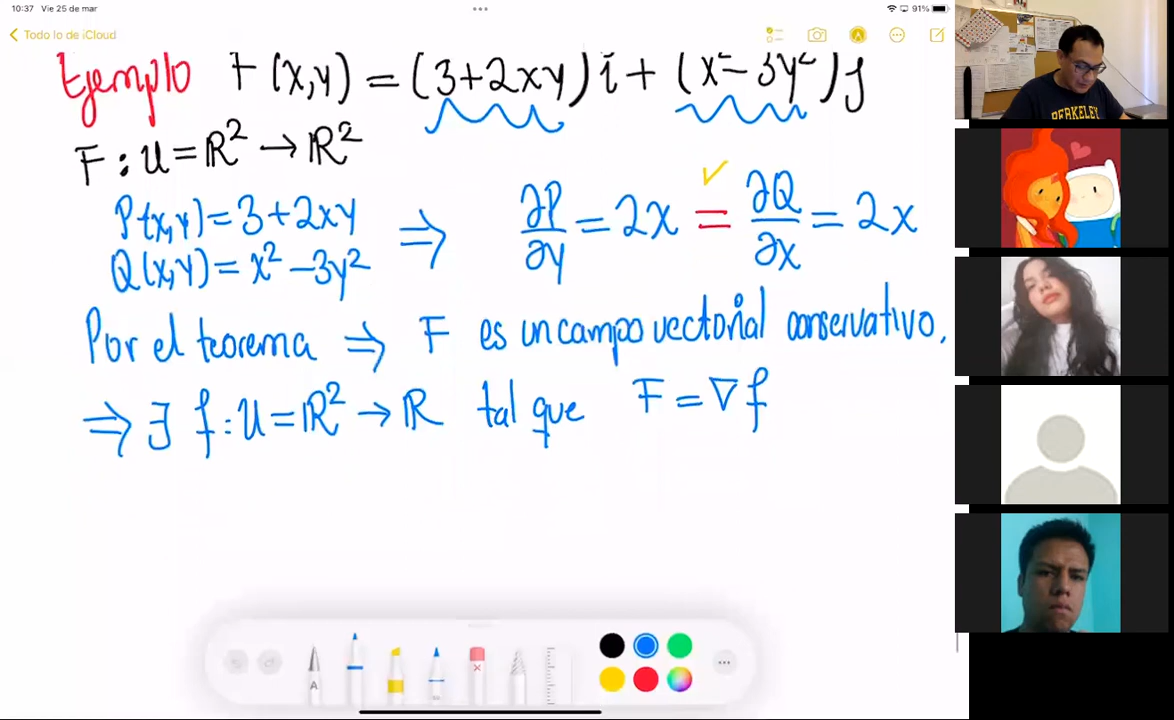 10:37 Vie 25 de mar
91%
Todo lo de iCloud
Ejemplo F(x,y) = (3+2xy)i + (x²-3y²)j
F : U = ℝ² → ℝ²
P(x,y) = 3+2xy
Q(x,y) = x² -3y²
⇒ ∂P/∂y = 2x = ∂Q/∂x = 2x
✓
Por el teorema ⇒ F es un campo vectorial conservativo.
⇒ ∃ f : U = ℝ² → ℝ tal que F = ∇f
A
BERKELEY